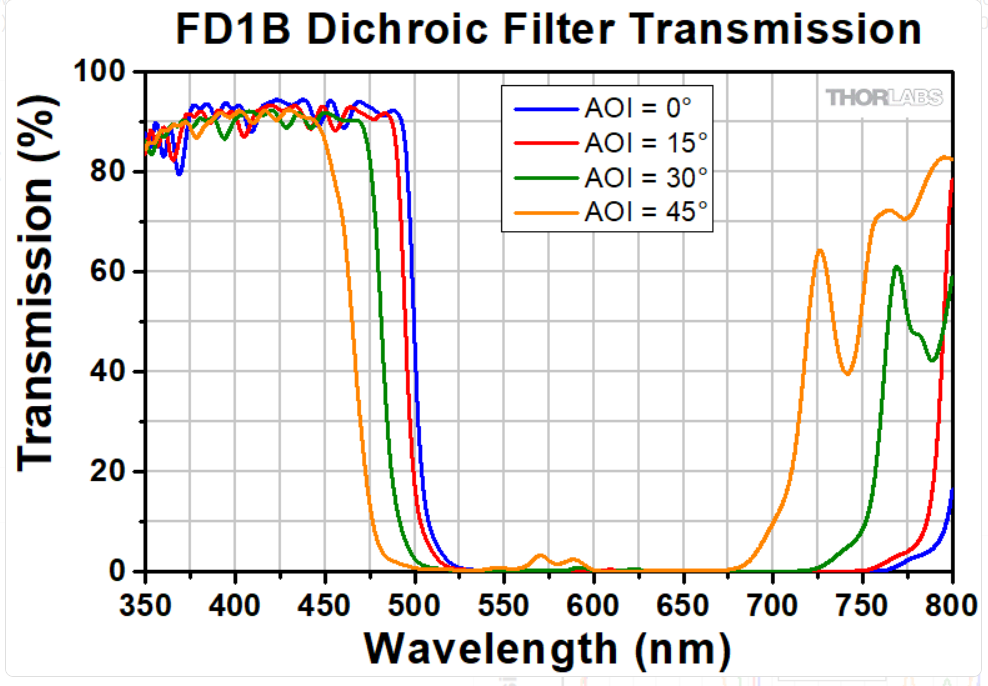 FD1B Dichroic Filter Transmission
Transmission (%)
100
80
60
40
20
0
THORLABS
AOI = 0°
AOI = 15°
AOI = 30°
AOI = 45°
350 400 450 500 550 600 650 700 750 800
Wavelength (nm)